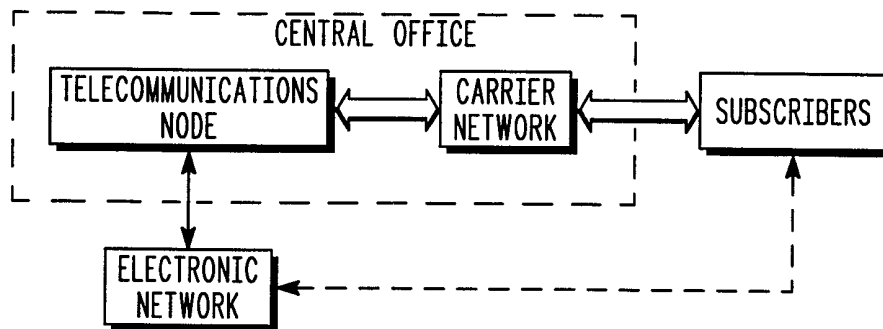 CENTRAL OFFICE
TELECOMMUNICATIONS
NODE
CARRIER
NETWORK
SUBSCRIBERS
ELECTRONIC
NETWORK